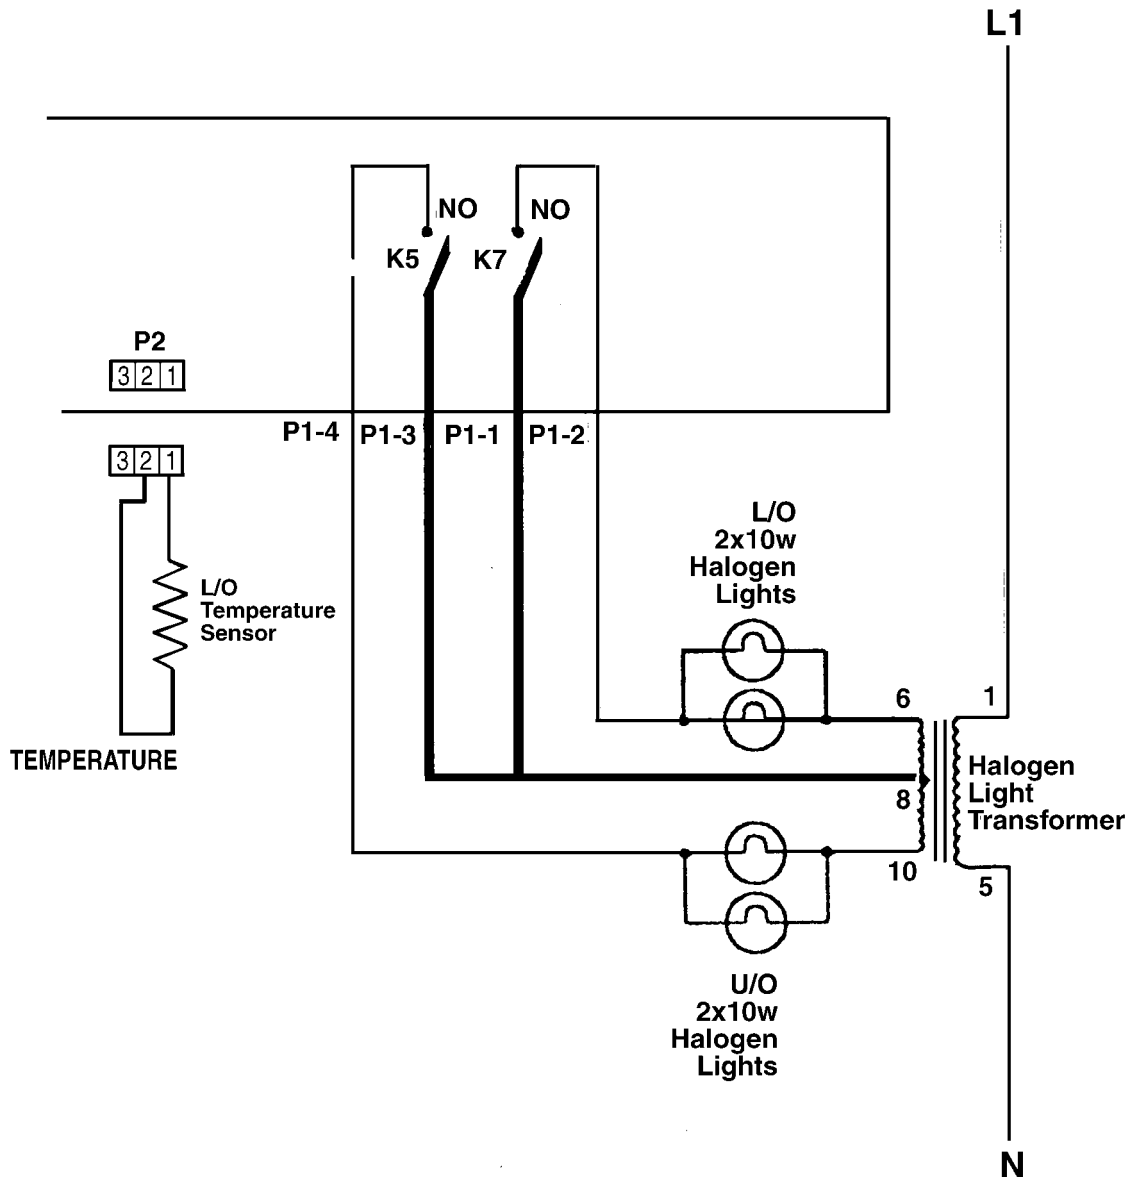 L1
NO
NO
K5
K7
P2
3 2 1
P1-4
P1-3
P1-1
P1-2
3 2 1
L/O
2x10w
Halogen
Lights
L/O
Temperature
Sensor
TEMPERATURE
6
1
8
Halogen
Light
Transformer
10
5
U/O
2x10w
Halogen
Lights
N